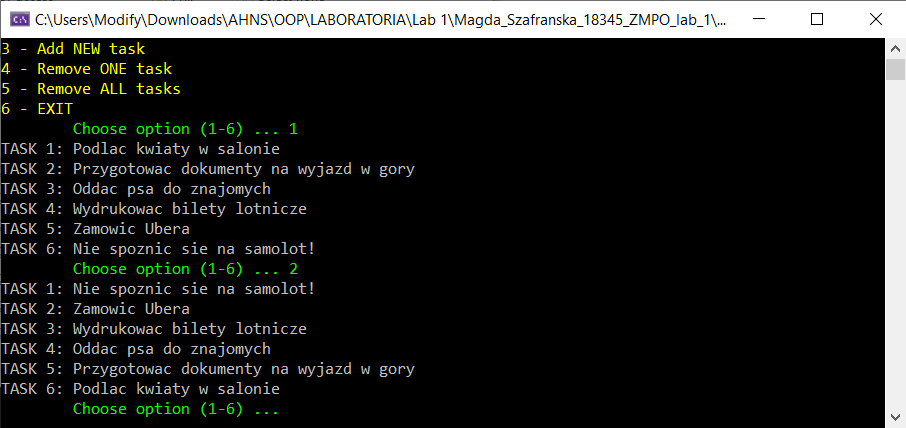 C:\Users\Modify\Downloads\AHNS\OOP\LABORATORIA\Lab 1\Magda_Szafranska_18345_ZMPO_lab_1\...
3 - Add NEW task
4 - Remove ONE task
5 - Remove ALL tasks
6 - EXIT
Choose option (1-6) ... 1
TASK 1: Podlac kwiaty w salonie
TASK 2: Przygotowac dokumenty na wyjazd w gory
TASK 3: Oddac psa do znajomych
TASK 4: Wydrukowac bilety lotnicze
TASK 5: Zamowic Ubera
TASK 6: Nie spoznic sie na samolot!
Choose option (1-6) ... 2
TASK 1: Nie spoznic sie na samolot!
TASK 2: Zamowic Ubera
TASK 3: Wydrukowac bilety lotnicze
TASK 4: Oddac psa do znajomych
TASK 5: Przygotowac dokumenty na wyjazd w gory
TASK 6: Podlac kwiaty w salonie
Choose option (1-6) ...